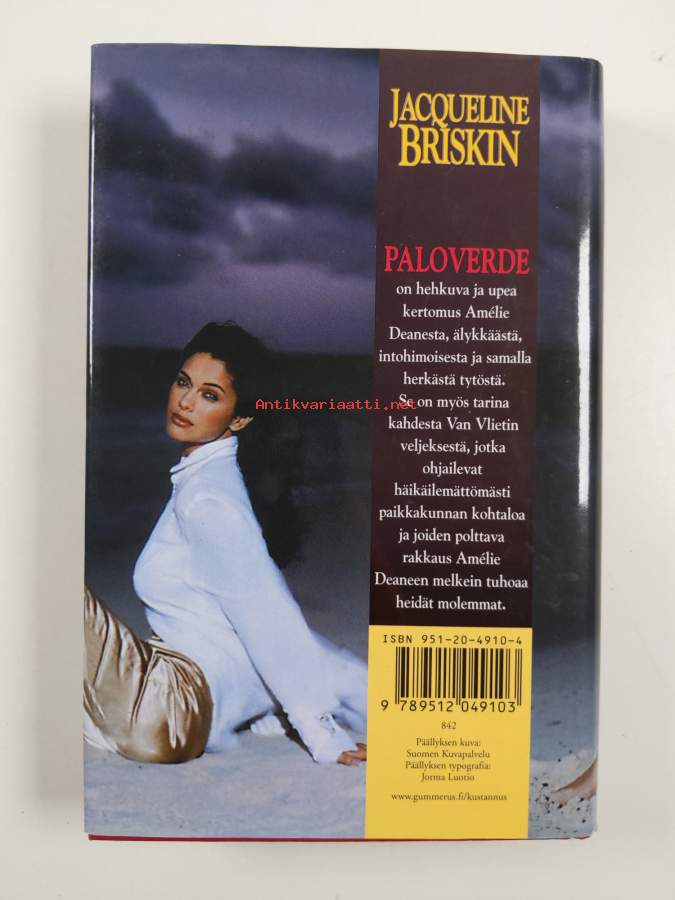 JACQUELINE
BRISKIN
PALOVERDE
on hehkuva ja upea
kertomus Amélie
Deanesta, älykkäästä,
intohimoisesta ja samalla
herkästä tytöstä.
Se on myös tarina
kahdesta Van Vlietin
veljeksestä, jotka
ohjailevat
häikäilemättömästi
paikkakunnan kohtaloa
ja joiden polttava
rakkaus Amélie
Deaneen melkein tuhoaa
heidät molemmat.
Antikvariaatti.net
ISBN 951-20-4910-4
9 789512 049103
842
Päällyksen kuva:
Suomen Kuvapalvelu
Päällyksen typografia:
Jorma Luotio
www.gummerus.fi/kustannus